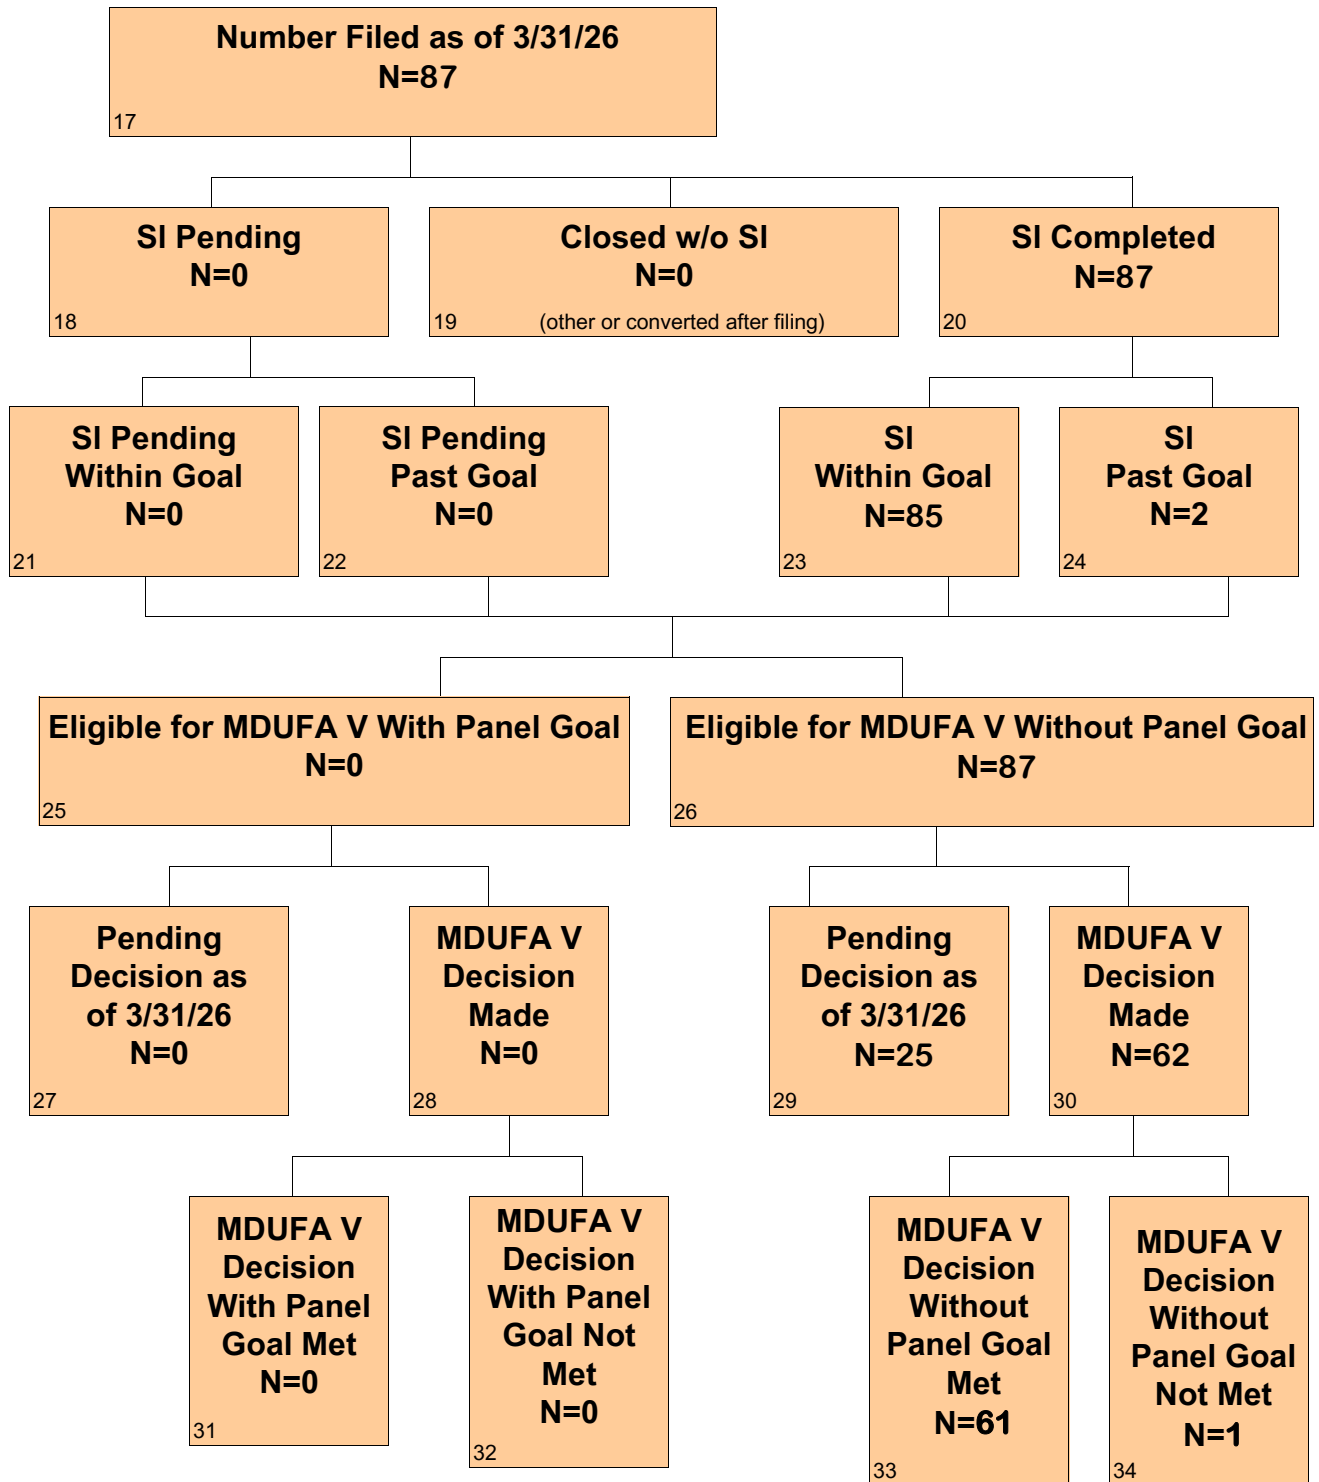 Number Filed as of 3/31/26
N=87
17
SI Pending
N=0
18
Closed w/o SI
N=0
19 (other or converted after filing)
SI Completed
N=87
20
SI Pending
Within Goal
N=0
21
SI Pending
Past Goal
N=0
22
SI
Within Goal
N=85
23
SI
Past Goal
N=2
24
Eligible for MDUFA V With Panel Goal
N=0
25
Eligible for MDUFA V Without Panel Goal
N=87
26
Pending
Decision as
of 3/31/26
N=0
27
MDUFA V
Decision
Made
N=0
28
Pending
Decision as
of 3/31/26
N=25
29
MDUFA V
Decision
Made
N=62
30
MDUFA V
Decision
With Panel
Goal Met
N=0
31
MDUFA V
Decision
With Panel
Goal Not
Met
N=0
32
MDUFA V
Decision
Without
Panel Goal
Met
N=61
33
MDUFA V
Decision
Without
Panel Goal
Not Met
N=1
34